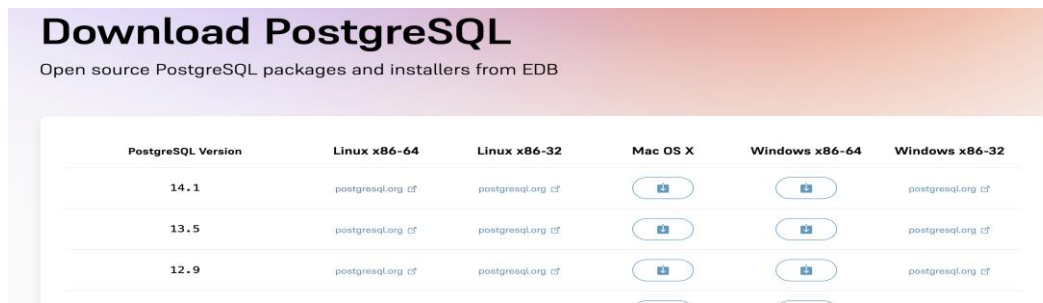 Download PostgreSQL
Open source PostgreSQL packages and installers from EDB
PostgreSQL Version Linux x86-64 Linux x86-32 Mac OS X Windows x86-64 Windows x86-32
14.1 postgresql.org postgresql.org postgresql.org
13.5 postgresql.org postgresql.org postgresql.org
12.9 postgresql.org postgresql.org postgresql.org